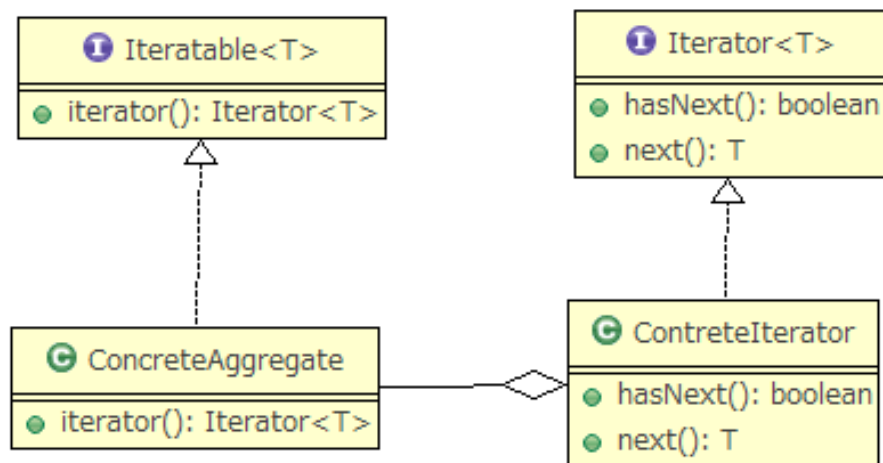 I Iteratable<T>
iterator(): Iterator<T>
I Iterator<T>
hasNext(): boolean
next(): T
C ConcreteAggregate
iterator(): Iterator<T>
C ContreteIterator
hasNext(): boolean
next(): T